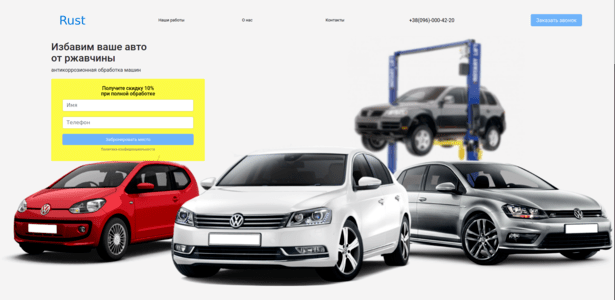 Rust
Наши работы
О нас
Контакты
+38(096)-000-42-20
Заказать звонок
Избавим ваше авто
от ржавчины
антикоррозионная обработка машин
Получите скидку 10%
при полной обработке
Имя
Телефон
Забронировать место
Политика конфиденциальности